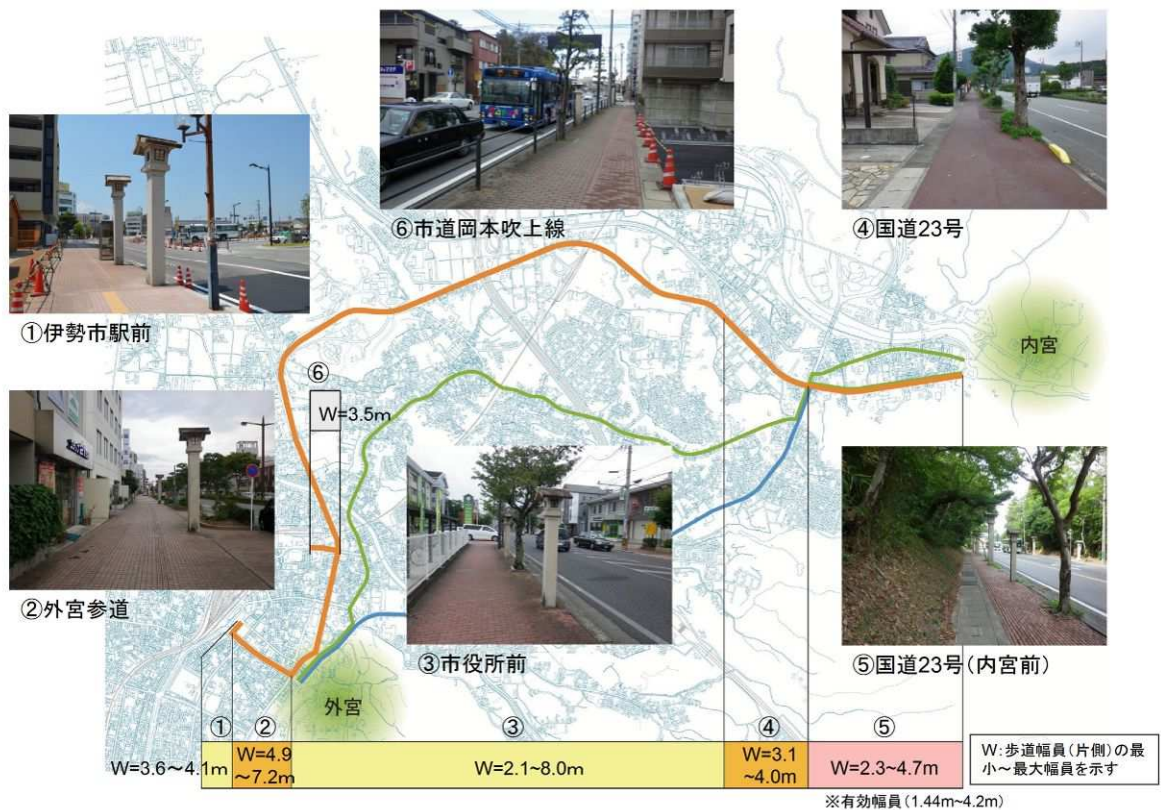 ⑥市道岡本吹上線
④国道23号
①伊勢市駅前
内宮
⑥
W=3.5m
②外宮参道
③市役所前
⑤国道23号(内宮前)
外宮
①
②
③
④
⑤
W=3.6～4.1m
W=4.9
～7.2m
W=2.1~8.0m
W=3.1
~4.0m
W=2.3~4.7m
W:歩道幅員(片側)の最
小～最大幅員を示す
※有効幅員(1.44m~4.2m)